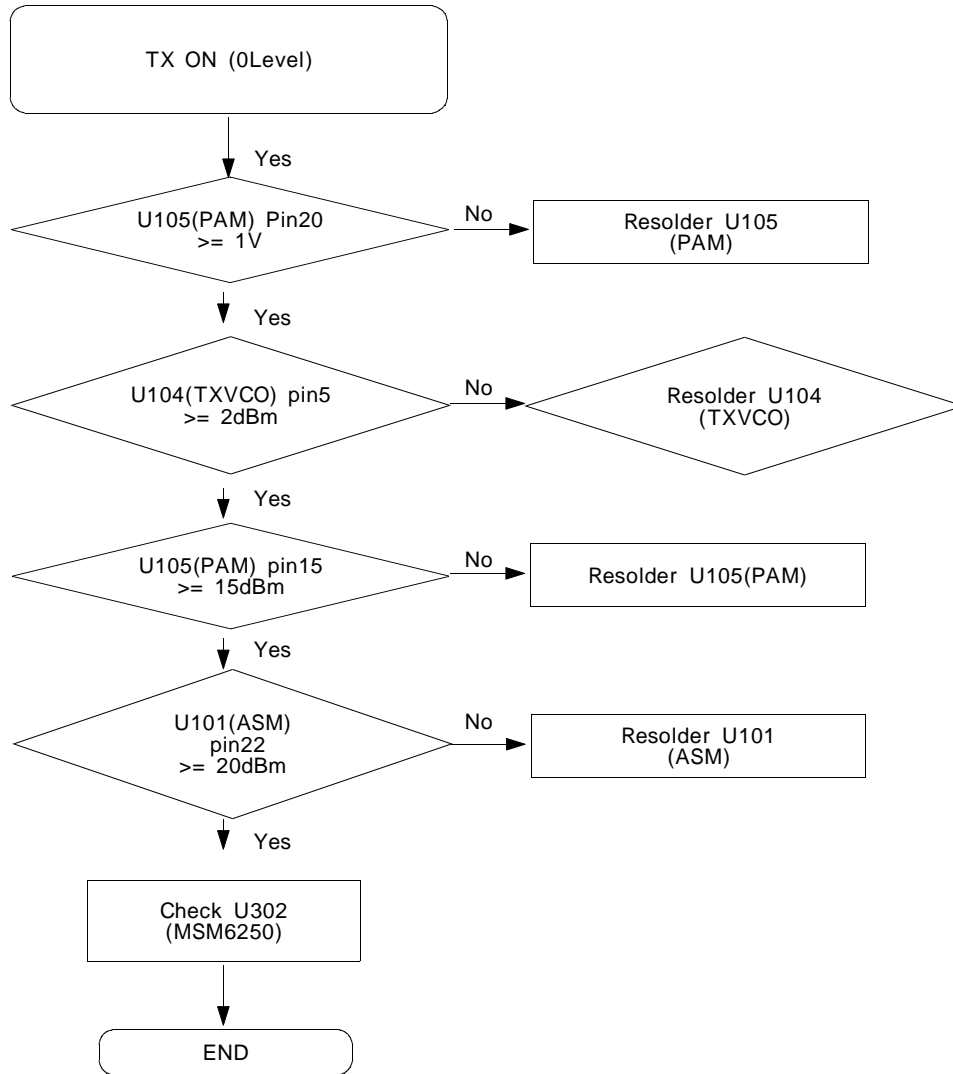 TX ON (0Level)
Yes
U105(PAM) Pin20
>= 1V
No
Resolder U105
(PAM)
Yes
U104(TXVCO) pin5
>= 2dBm
No
Resolder U104
(TXVCO)
Yes
U105(PAM) pin15
>= 15dBm
No
Resolder U105(PAM)
Yes
U101(ASM)
pin22
>= 20dBm
No
Resolder U101
(ASM)
Yes
Check U302
(MSM6250)
END